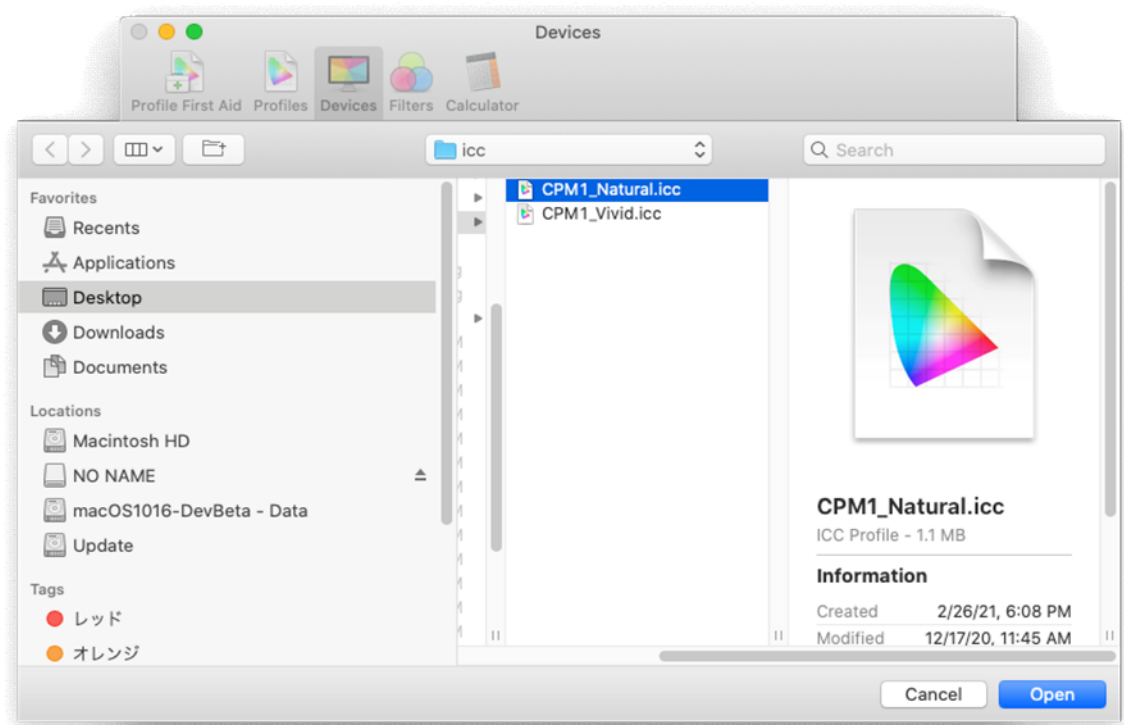 Devices
Profile First Aid Profiles Devices Filters Calculator
icc
Search
Favorites
Recents
Applications
Desktop
Downloads
Documents
Locations
Macintosh HD
NO NAME
macOS1016-DevBeta - Data
Update
Tags
レッド
オレンジ
CPM1_Natural.icc
CPM1_Vivid.icc
CPM1_Natural.icc
ICC Profile - 1.1 MB
Information
Created 2/26/21, 6:08 PM
Modified 12/17/20, 11:45 AM
Cancel Open